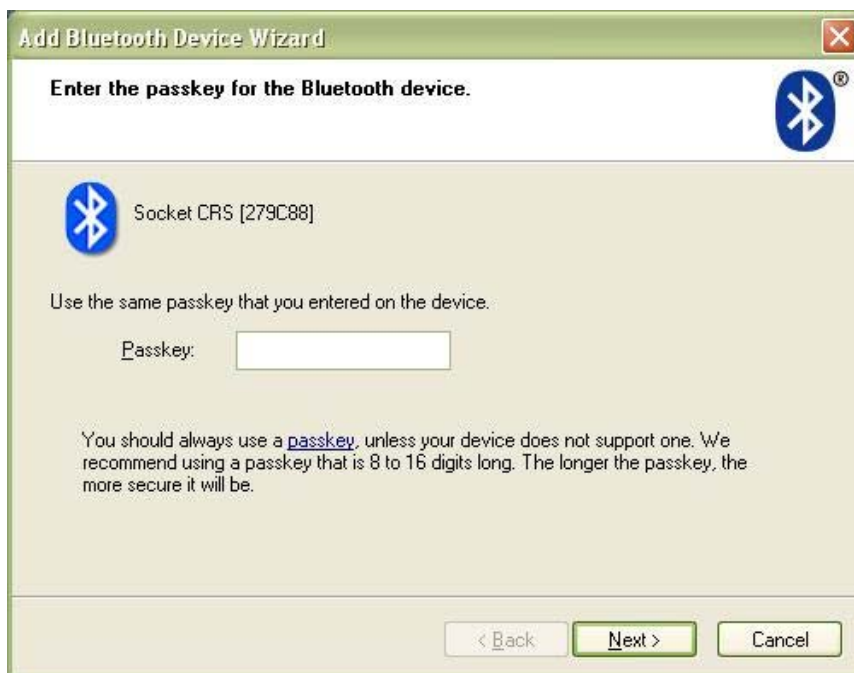 Add Bluetooth Device Wizard
Enter the passkey for the Bluetooth device.
®
Socket CRS [279C88]
Use the same passkey that you entered on the device.
Passkey:
You should always use a passkey, unless your device does not support one. We
recommend using a passkey that is 8 to 16 digits long. The longer the passkey, the
more secure it will be.
< Back Next > Cancel